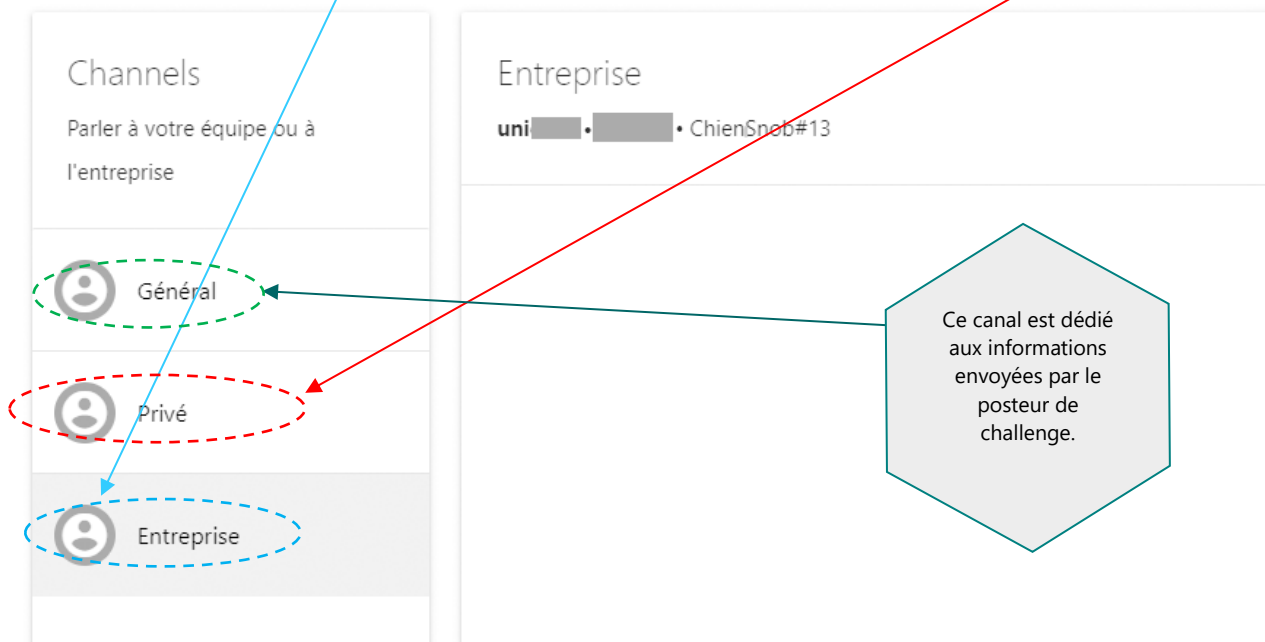 Channels
Parler à votre équipe ou à
l'entreprise
Général
Privé
Entreprise
Entreprise
uni • • ChienSnob#13
Ce canal est dédié
aux informations
envoyées par le
posteur de
challenge.